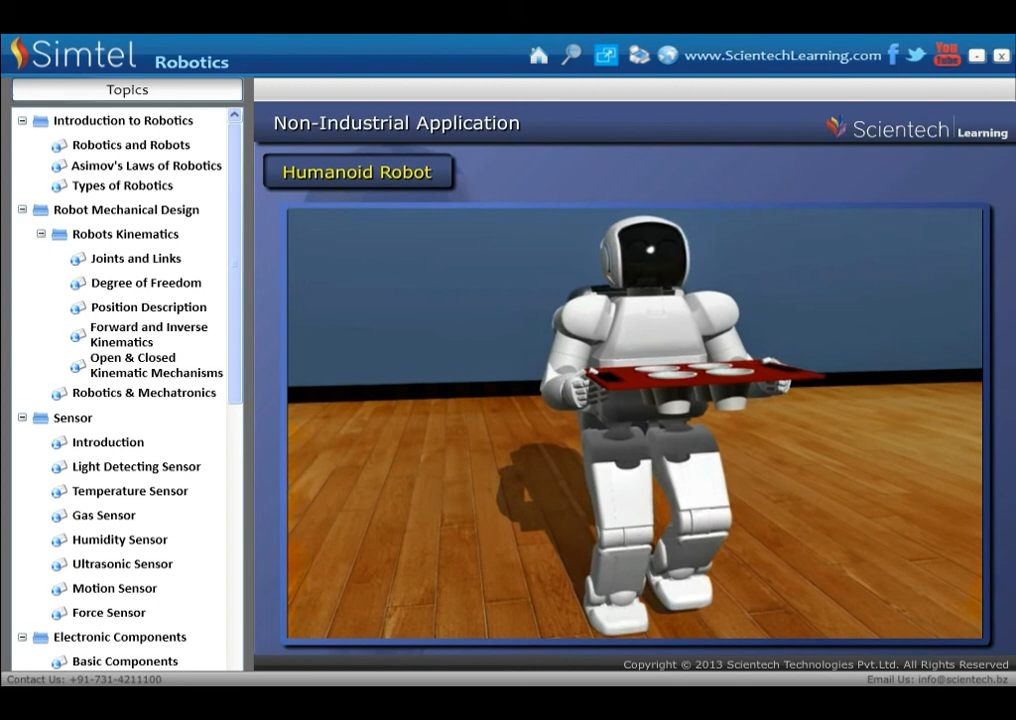 Simtel Robotics
www.ScientechLearning.com
You
Tube
Topics
Introduction to Robotics
Robotics and Robots
Asimov's Laws of Robotics
Types of Robotics
Robot Mechanical Design
Robots Kinematics
Joints and Links
Degree of Freedom
Position Description
Forward and Inverse
Kinematics
Open & Closed
Kinematic Mechanisms
Robotics & Mechatronics
Sensor
Introduction
Light Detecting Sensor
Temperature Sensor
Gas Sensor
Humidity Sensor
Ultrasonic Sensor
Motion Sensor
Force Sensor
Electronic Components
Basic Components
Non-Industrial Application
Scientech Learning
Humanoid Robot
Copyright © 2013 Scientech Technologies Pvt.Ltd. All Rights Reserved
Contact Us: +91-731-4211100
Email Us: info@scientech.bz